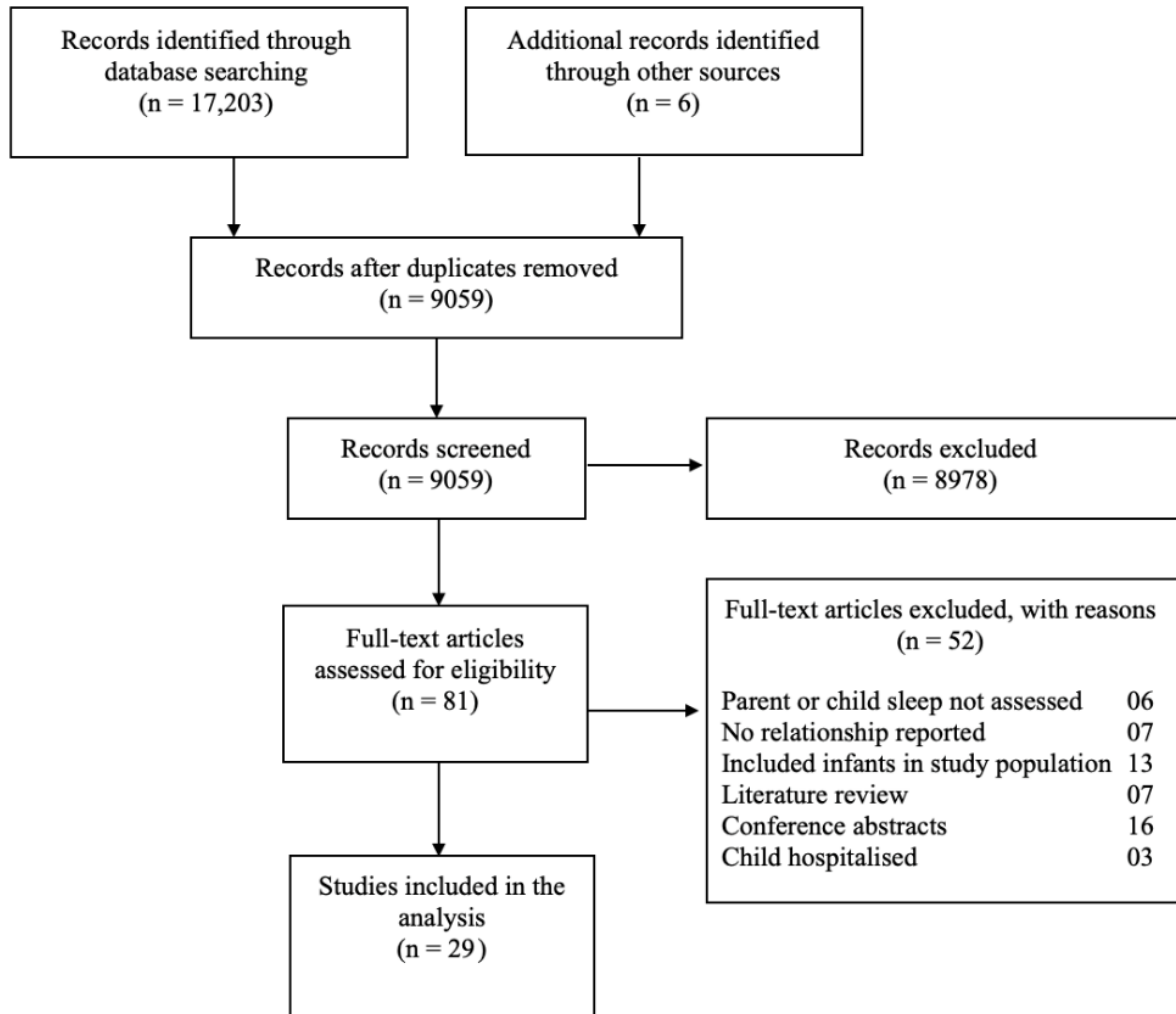 Records identified through
database searching
(n = 17,203)
Additional records identified
through other sources
(n = 6)
Records after duplicates removed
(n = 9059)
Records screened
(n = 9059)
Records excluded
(n = 8978)
Full-text articles
assessed for eligibility
(n = 81)
Full-text articles excluded, with reasons
(n = 52)
Parent or child sleep not assessed 06
No relationship reported 07
Included infants in study population 13
Literature review 07
Conference abstracts 16
Child hospitalised 03
Studies included in the
analysis
(n = 29)